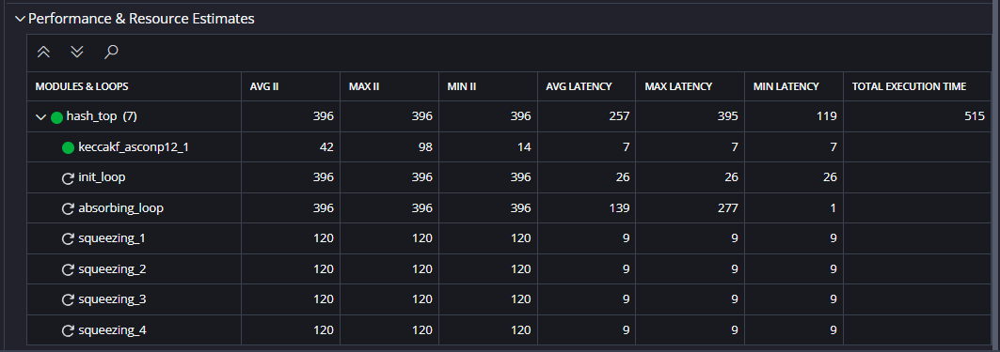 Performance & Resource Estimates
MODULES & LOOPS AVG II MAX II MIN II AVG LATENCY MAX LATENCY MIN LATENCY TOTAL EXECUTION TIME
hash_top (7) 396 396 396 257 395 119 515
keccakf_asconp12_1 42 98 14 7 7 7
init_loop 396 396 396 26 26 26
absorbing_loop 396 396 396 139 277 1
squeezing_1 120 120 120 9 9 9
squeezing_2 120 120 120 9 9 9
squeezing_3 120 120 120 9 9 9
squeezing_4 120 120 120 9 9 9